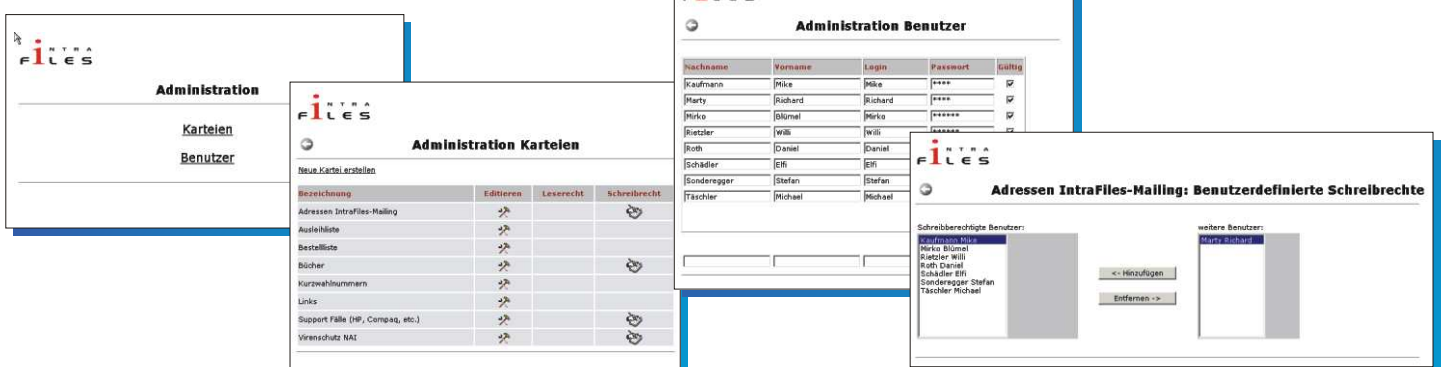 INTRA
FILES
Administration
Karteien
Benutzer
INTRA
FILES
Administration Karteien
Neue Kartei erstellen
Bezeichnung Editieren Leserecht Schreibrecht
Adressen IntraFiles-Mailing
Ausleihliste
Bestellliste
Bücher
Kurzwahlnummern
Links
Support Fälle (HP, Compaq, etc.)
Virenschutz NAI
Administration Benutzer
Nachname Vorname Login Passwort Gültig
Kaufmann Mike Mike ****
Marty Richard Richard ****
Mirko Blümel Mirko ******
Rietzler Willi Willi ******
Roth Daniel Daniel
Schädler Elfi Elfi
Sonderegger Stefan Stefan
Täschler Michael Michael
INTRA
FILES
Adressen IntraFiles-Mailing: Benutzerdefinierte Schreibrechte
Schreibberechtigte Benutzer:
Kaufmann Mike
Mirko Blümel
Rietzler Willi
Roth Daniel
Schädler Elfi
Sonderegger Stefan
Täschler Michael
<- Hinzufügen
Entfernen ->
weitere Benutzer:
Marty Richard